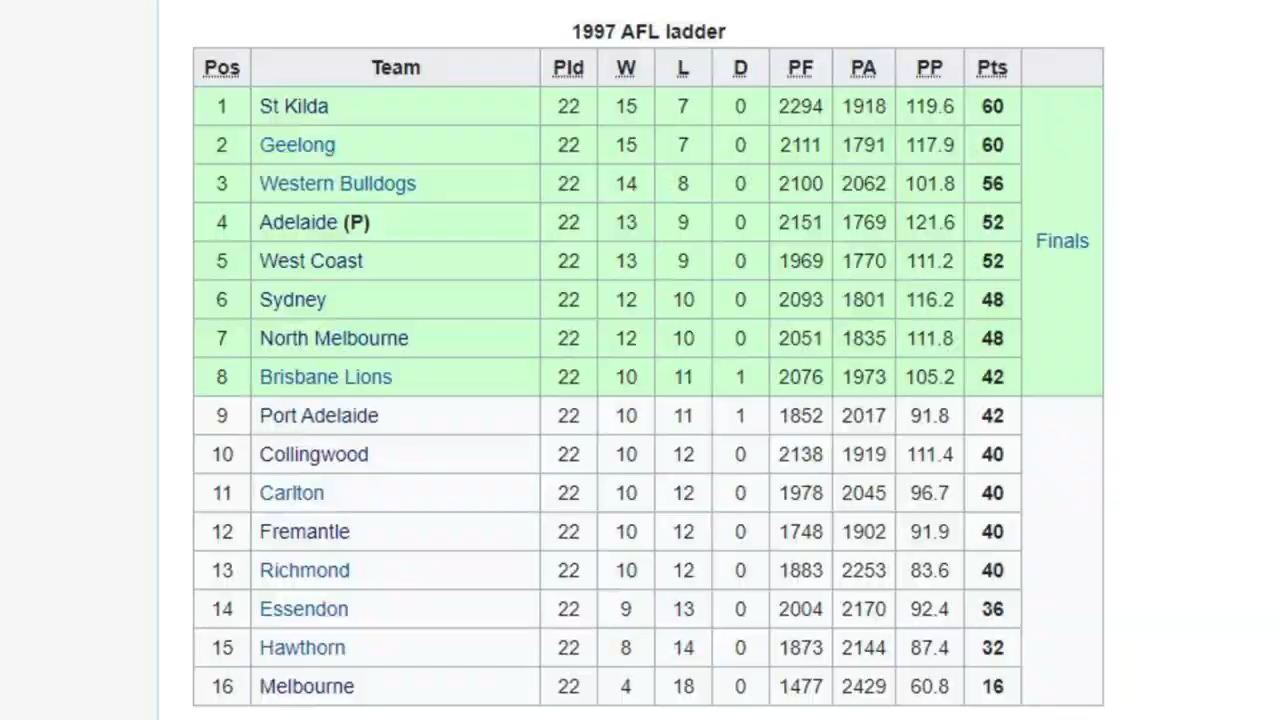 1997 AFL ladder
Pos Team Pld W L D PF PA PP Pts
1 St Kilda 22 15 7 0 2294 1918 119.6 60
2 Geelong 22 15 7 0 2111 1791 117.9 60
3 Western Bulldogs 22 14 8 0 2100 2062 101.8 56
4 Adelaide (P) 22 13 9 0 2151 1769 121.6 52
5 West Coast 22 13 9 0 1969 1770 111.2 52
Finals
6 Sydney 22 12 10 0 2093 1801 116.2 48
7 North Melbourne 22 12 10 0 2051 1835 111.8 48
8 Brisbane Lions 22 10 11 1 2076 1973 105.2 42
9 Port Adelaide 22 10 11 1 1852 2017 91.8 42
10 Collingwood 22 10 12 0 2138 1919 111.4 40
11 Carlton 22 10 12 0 1978 2045 96.7 40
12 Fremantle 22 10 12 0 1748 1902 91.9 40
13 Richmond 22 10 12 0 1883 2253 83.6 40
14 Essendon 22 9 13 0 2004 2170 92.4 36
15 Hawthorn 22 8 14 0 1873 2144 87.4 32
16 Melbourne 22 4 18 0 1477 2429 60.8 16